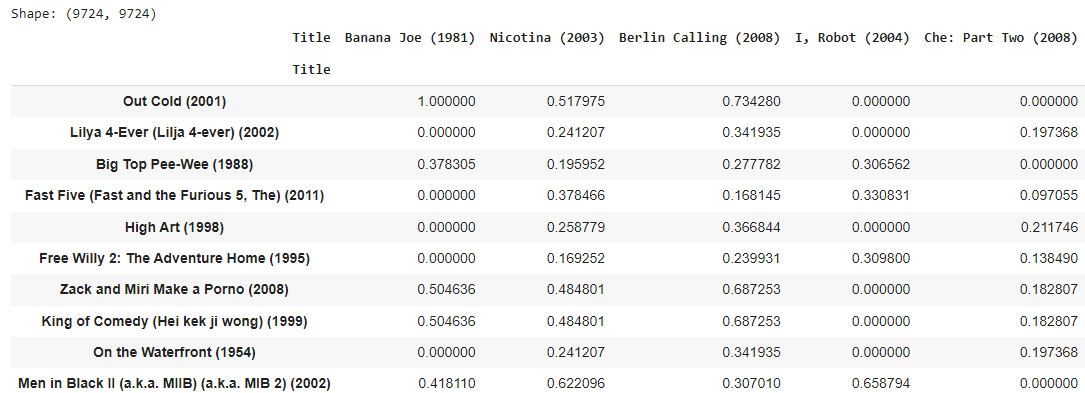 Shape: (9724, 9724)
Title Banana Joe (1981) Nicotina (2003) Berlin Calling (2008) I, Robot (2004) Che: Part Two (2008)
Title
Out Cold (2001) 1.000000 0.517975 0.734280 0.000000 0.000000
Lilya 4-Ever (Lilja 4-ever) (2002) 0.000000 0.241207 0.341935 0.000000 0.197368
Big Top Pee-Wee (1988) 0.378305 0.195952 0.277782 0.306562 0.000000
Fast Five (Fast and the Furious 5, The) (2011) 0.000000 0.378466 0.168145 0.330831 0.097055
High Art (1998) 0.000000 0.258779 0.366844 0.000000 0.211746
Free Willy 2: The Adventure Home (1995) 0.000000 0.169252 0.239931 0.309800 0.138490
Zack and Miri Make a Porno (2008) 0.504636 0.484801 0.687253 0.000000 0.182807
King of Comedy (Hei kek ji wong) (1999) 0.504636 0.484801 0.687253 0.000000 0.182807
On the Waterfront (1954) 0.000000 0.241207 0.341935 0.000000 0.197368
Men in Black II (a.k.a. MIIB) (a.k.a. MIB 2) (2002) 0.418110 0.622096 0.307010 0.658794 0.000000